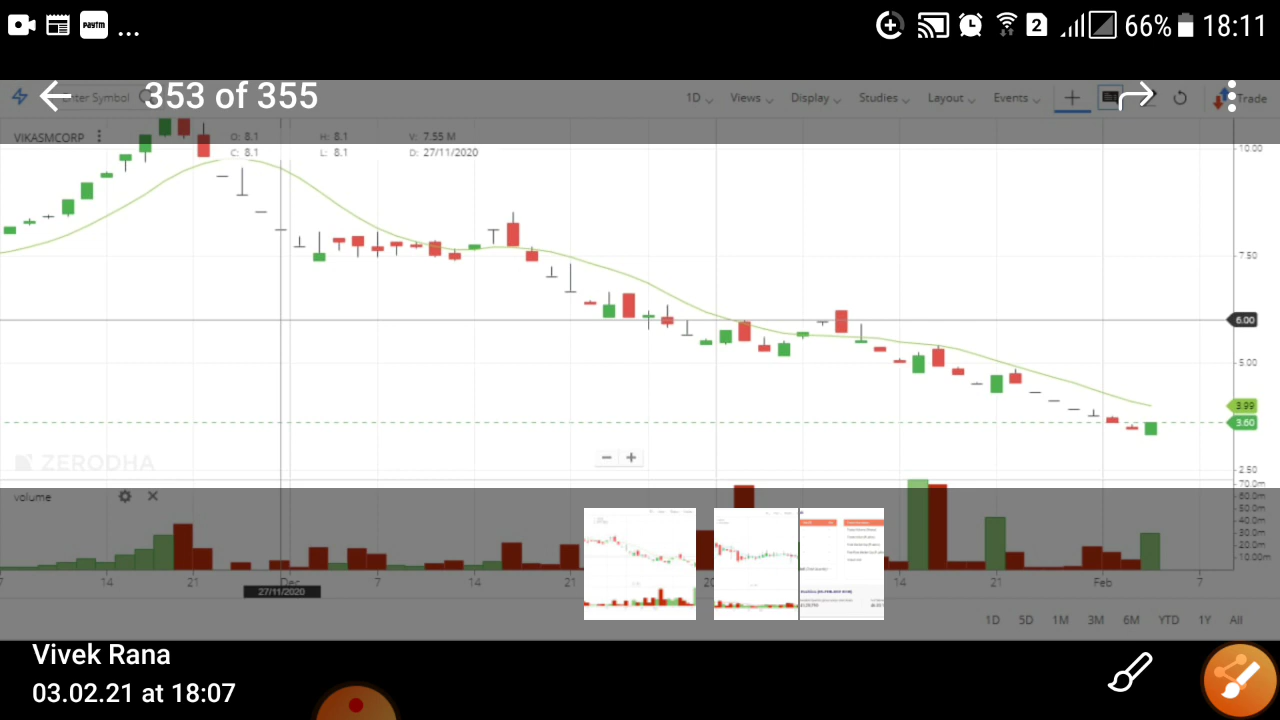 paytm ... 2 66% 18:11
Enter Symbol 353 of 355 1D Views Display Studies Layout Events Trade
VIKASMCORP O: 8.1 H: 8.1 V: 7.55 M
C: 8.1 L: 8.1 D: 27/11/2020
10.00
7.50
6.00
5.00
3.99
3.60
ZERODHA
2.50
volume
70.0m
60.0m
50.0m
40.0m
30.0m
20.0m
10.00m
7 14 21 Dec 7 14 21 14 21 Feb 7
27/11/2020
1D 5D 1M 3M 6M YTD 1Y All
Vivek Rana
03.02.21 at 18:07